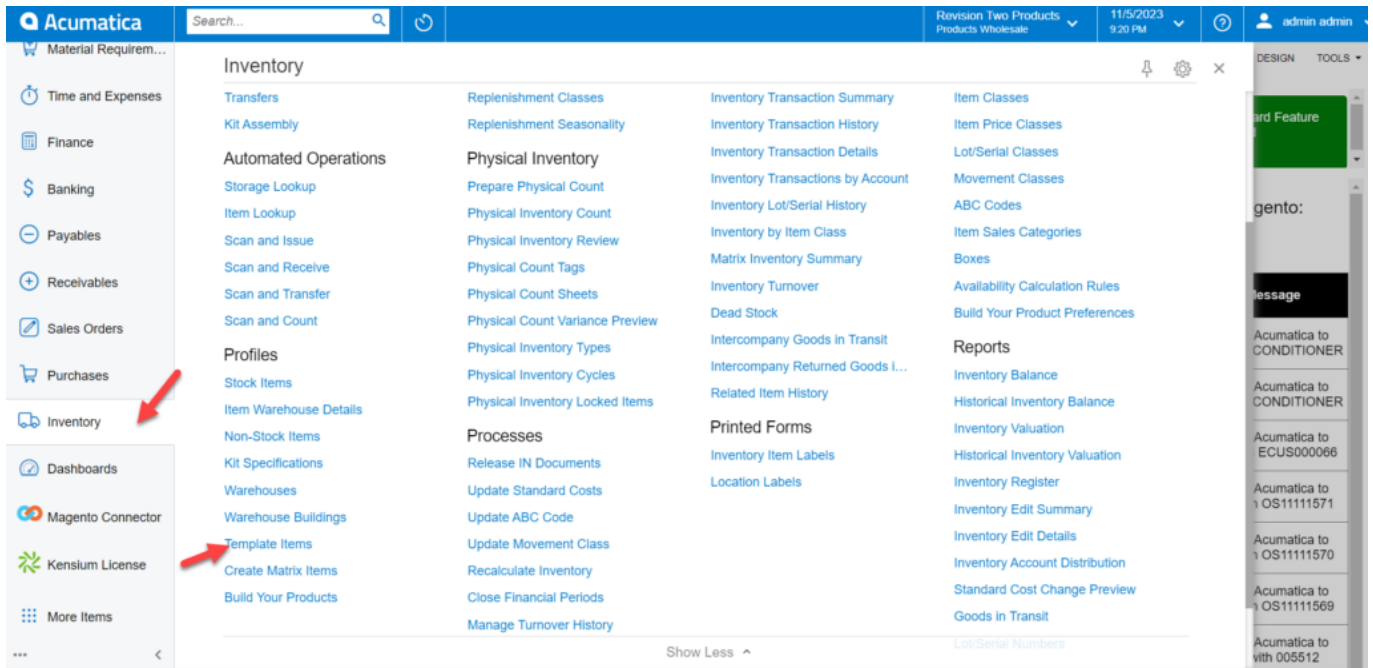 Acumatica
Search...
Revision Two Products
Products Wholesale
11/5/2023
9:20 PM
admin admin
Material Requirem...
Time and Expenses
Finance
Banking
Payables
Receivables
Sales Orders
Purchases
Inventory
Dashboards
Magento Connector
Kensium License
More Items
Inventory
Transfers
Kit Assembly
Automated Operations
Storage Lookup
Item Lookup
Scan and Issue
Scan and Receive
Scan and Transfer
Scan and Count
Profiles
Stock Items
Item Warehouse Details
Non-Stock Items
Kit Specifications
Warehouses
Warehouse Buildings
Template Items
Create Matrix Items
Build Your Products
Replenishment Classes
Replenishment Seasonality
Physical Inventory
Prepare Physical Count
Physical Inventory Count
Physical Inventory Review
Physical Count Tags
Physical Count Sheets
Physical Count Variance Preview
Physical Inventory Types
Physical Inventory Cycles
Physical Inventory Locked Items
Processes
Release IN Documents
Update Standard Costs
Update ABC Code
Update Movement Class
Recalculate Inventory
Close Financial Periods
Manage Turnover History
Inventory Transaction Summary
Inventory Transaction History
Inventory Transaction Details
Inventory Transactions by Account
Inventory Lot/Serial History
Inventory by Item Class
Matrix Inventory Summary
Inventory Turnover
Dead Stock
Intercompany Goods in Transit
Intercompany Returned Goods i...
Related Item History
Printed Forms
Inventory Item Labels
Location Labels
Item Classes
Item Price Classes
Lot/Serial Classes
Movement Classes
ABC Codes
Item Sales Categories
Boxes
Availability Calculation Rules
Build Your Product Preferences
Reports
Inventory Balance
Historical Inventory Balance
Inventory Valuation
Historical Inventory Valuation
Inventory Register
Inventory Edit Summary
Inventory Edit Details
Inventory Account Distribution
Standard Cost Change Preview
Goods in Transit
Lot/Serial Numbers
Show Less
DESIGN TOOLS
ard Feature
gento:
lessage
Acumatica to
CONDITIONER
Acumatica to
CONDITIONER
Acumatica to
ECUS000066
Acumatica to
OS11111571
Acumatica to
OS11111570
Acumatica to
OS11111569
Acumatica to
with 005512